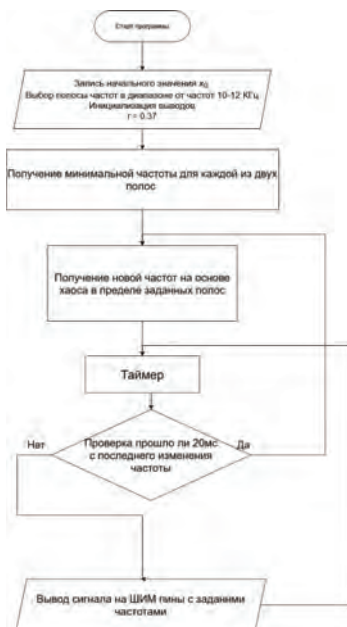 Старт программы
Запись начального значения x0
Выбор полосы частот в диапазоне от частот 10-12 КГц
Инициализация выводов
r = 0.37
Получение минимальной частоты для каждой из двух
полос
Получение новой частот на основе
хаоса в пределе заданных полос
Таймер
Нет
Проверка прошло ли 20мс
Да
с последнего изменения
частоты
Вывод сигнала на ШИМ пины с заданними
частотами